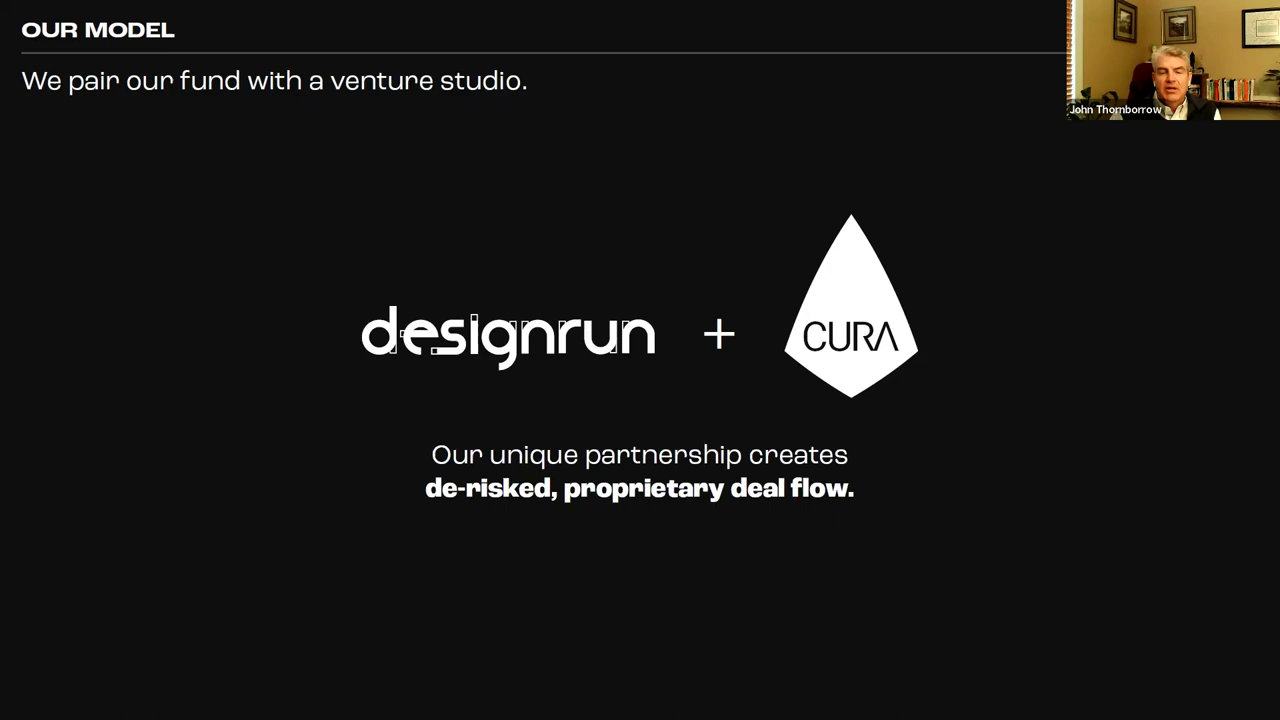 OUR MODEL
We pair our fund with a venture studio.
John Thornborrow
designrun + CURA
Our unique partnership creates
de-risked, proprietary deal flow.